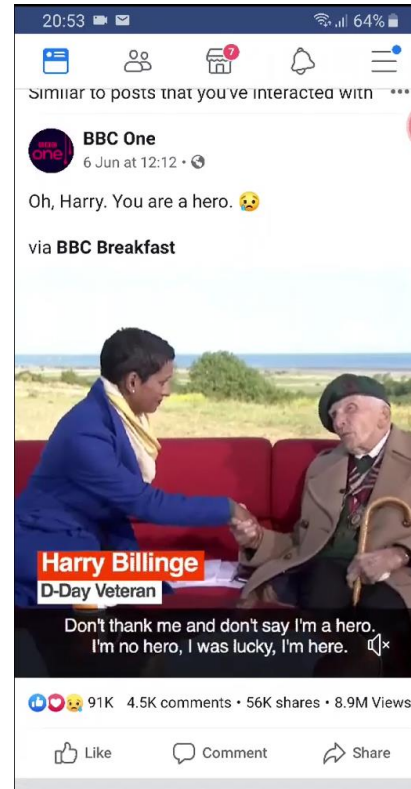 20:53
64%
7
Similar to posts that you've interacted with
BBC
one
BBC One
6 Jun at 12:12
Oh, Harry. You are a hero. 😥
via BBC Breakfast
Harry Billinge
D-Day Veteran
Don't thank me and don't say I'm a hero.
I'm no hero, I was lucky, I'm here.
91K 4.5K comments • 56K shares • 8.9M Views
Like Comment Share